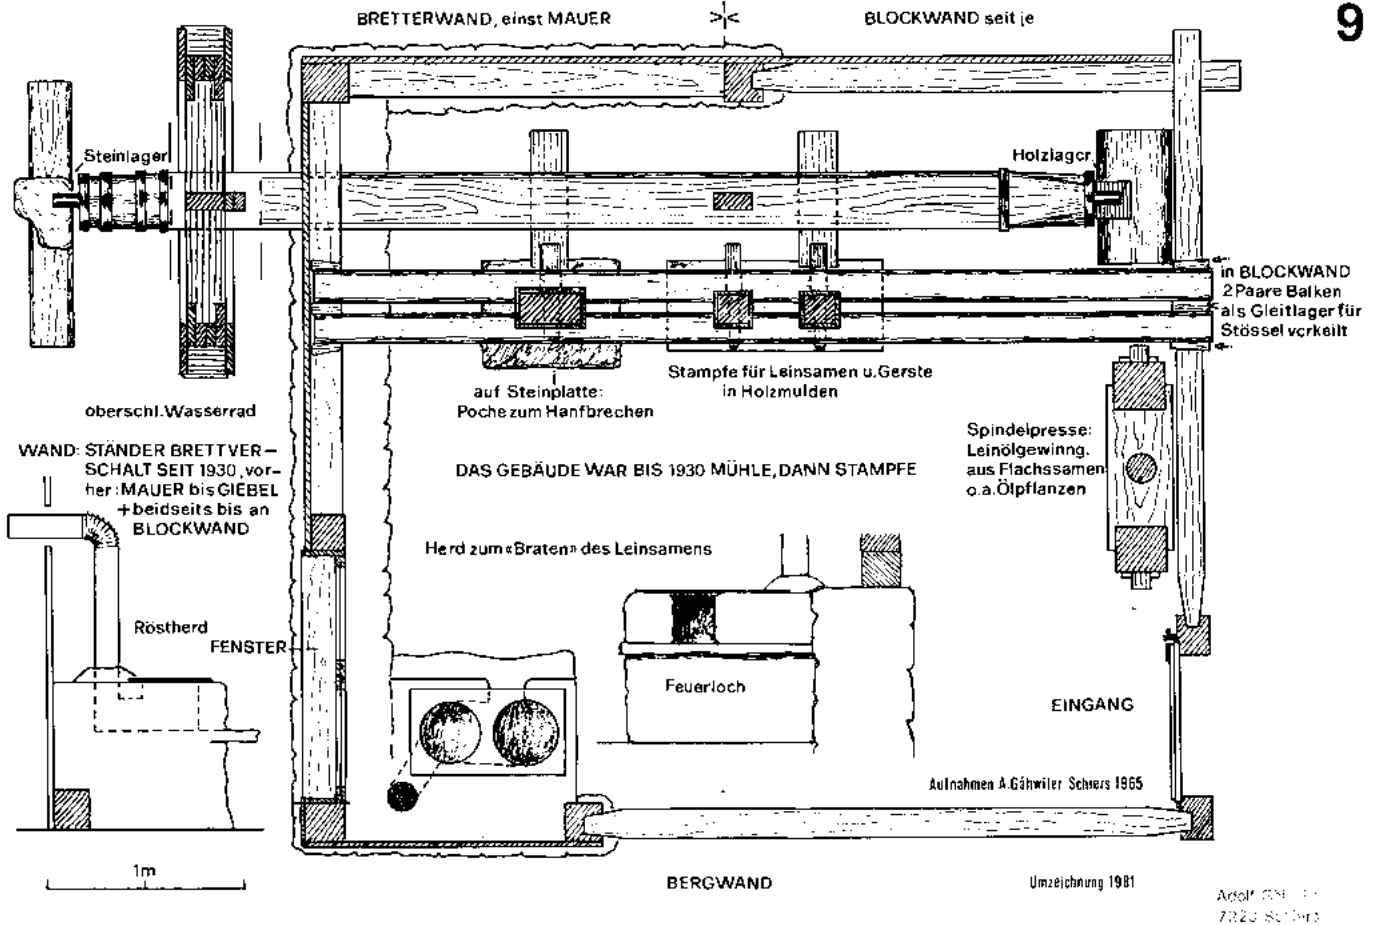 9
BRETTERWAND, einst MAUER
BLOCKWAND seit je
Steinlager
Holzlager
in BLOCKWAND
2 Paare Balken
als Gleitlager für
Stössel verkeilt
Stampfe für Leinsamen u. Gerste
in Holzmulden
auf Steinplatte:
Poche zum Hanfbrechen
oberschl. Wasserrad
WAND: STÄNDER BRETTVER-
SCHALT SEIT 1930, vor-
her: MAUER bis GIEBEL
+ beidseits bis an
BLOCKWAND
Spindelpresse:
Leinölgewinng.
aus Flachssamen
o.a. Ölpflanzen
DAS GEBÄUDE WAR BIS 1930 MÜHLE, DANN STAMPFE
Herd zum «Braten» des Leinsamens
Röstherd
FENSTER
Feuerloch
EINGANG
Aufnahmen A. Gähwiler Schiers 1965
1m
BERGWAND
Umzeichnung 1981
Adolf